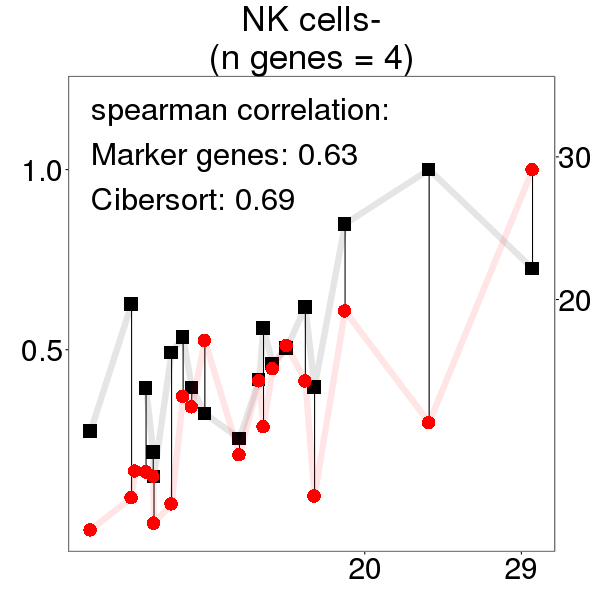 NK cells-
(n genes = 4)
spearman correlation:
Marker genes: 0.63
Cibersort: 0.69
1.0
0.5
30
20
20
29